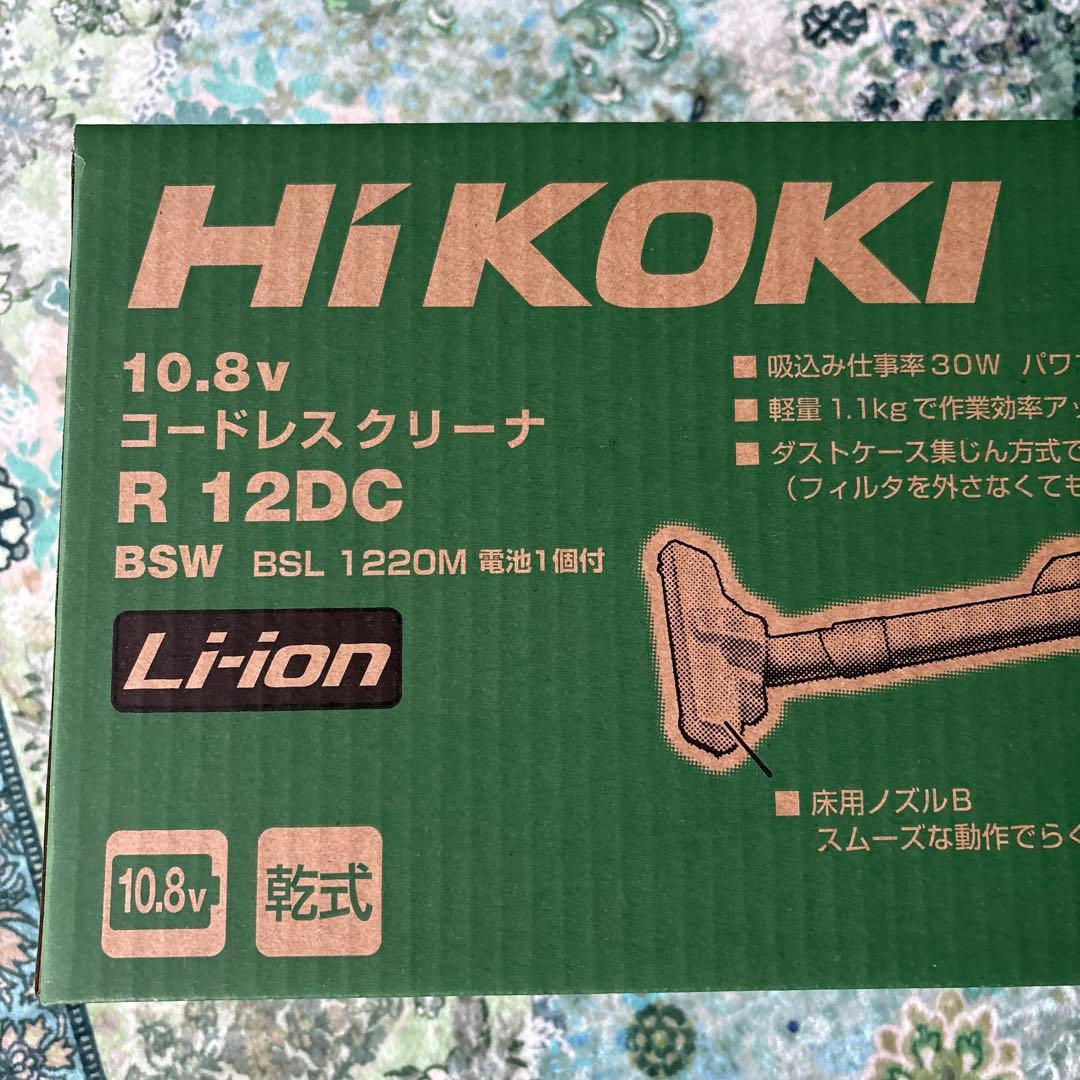 HiKOKI
10.8v
コードレス クリーナ
R 12DC
BSW BSL 1220M 電池1個付
Li-ion
■ 吸込み仕事率30W パワ
■ 軽量 1.1kgで作業効率ア
■ ダストケース集じん方式で
（フィルタを外さなくても
■ 床用ノズルB
スムーズな動作でらく
10.8v
乾式